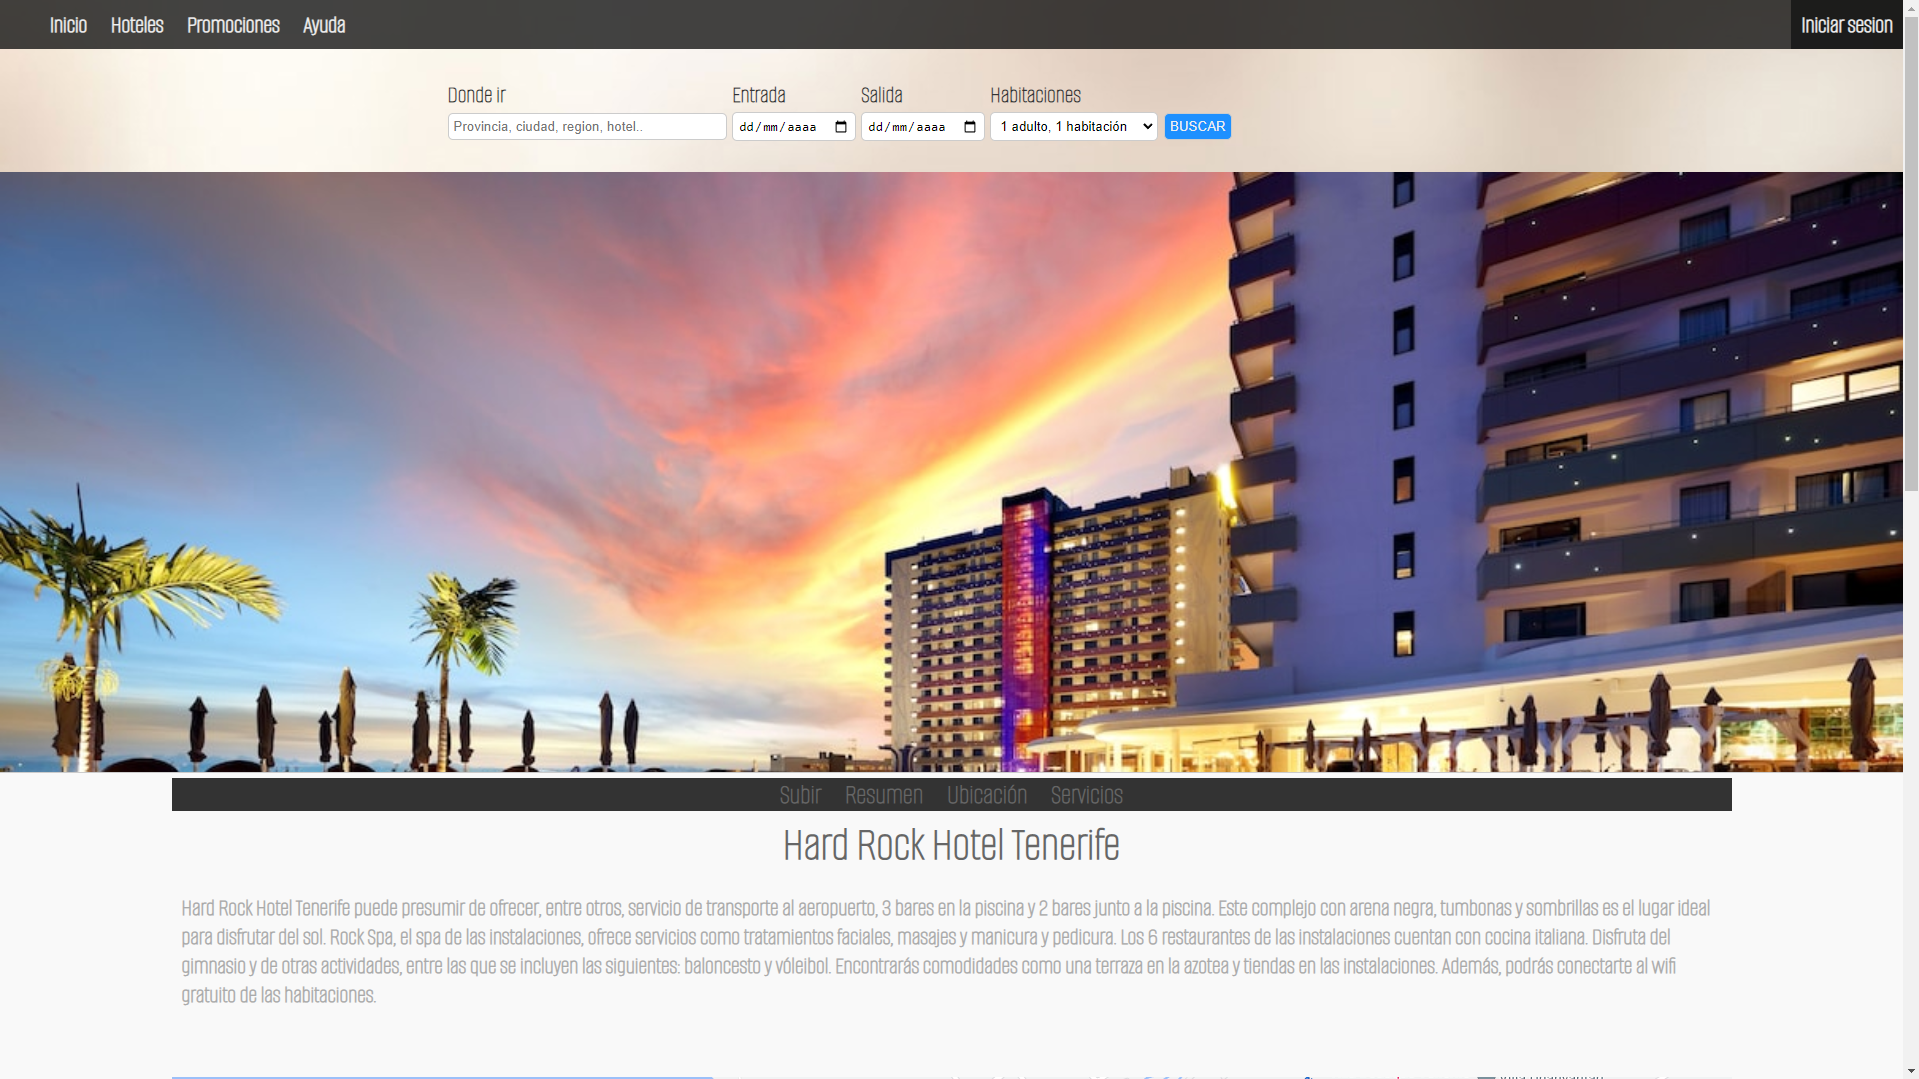 Inicio Hoteles Promociones Ayuda Iniciar sesion
Donde ir Entrada Salida Habitaciones
Provincia, ciudad, region, hotel.. dd/mm/aaaa dd/mm/aaaa 1 adulto, 1 habitación BUSCAR
Subir Resumen Ubicación Servicios
Hard Rock Hotel Tenerife
Hard Rock Hotel Tenerife puede presumir de ofrecer, entre otros, servicio de transporte al aeropuerto, 3 bares en la piscina y 2 bares junto a la piscina. Este complejo con arena negra, tumbonas y sombrillas es el lugar ideal
para disfrutar del sol. Rock Spa, el spa de las instalaciones, ofrece servicios como tratamientos faciales, masajes y manicura y pedicura. Los 6 restaurantes de las instalaciones cuentan con cocina italiana. Disfruta del
gimnasio y de otras actividades, entre las que se incluyen las siguientes: baloncesto y vóleibol. Encontrarás comodidades como una terraza en la azotea y tiendas en las instalaciones. Además, podrás conectarte al wifi
gratuito de las habitaciones.